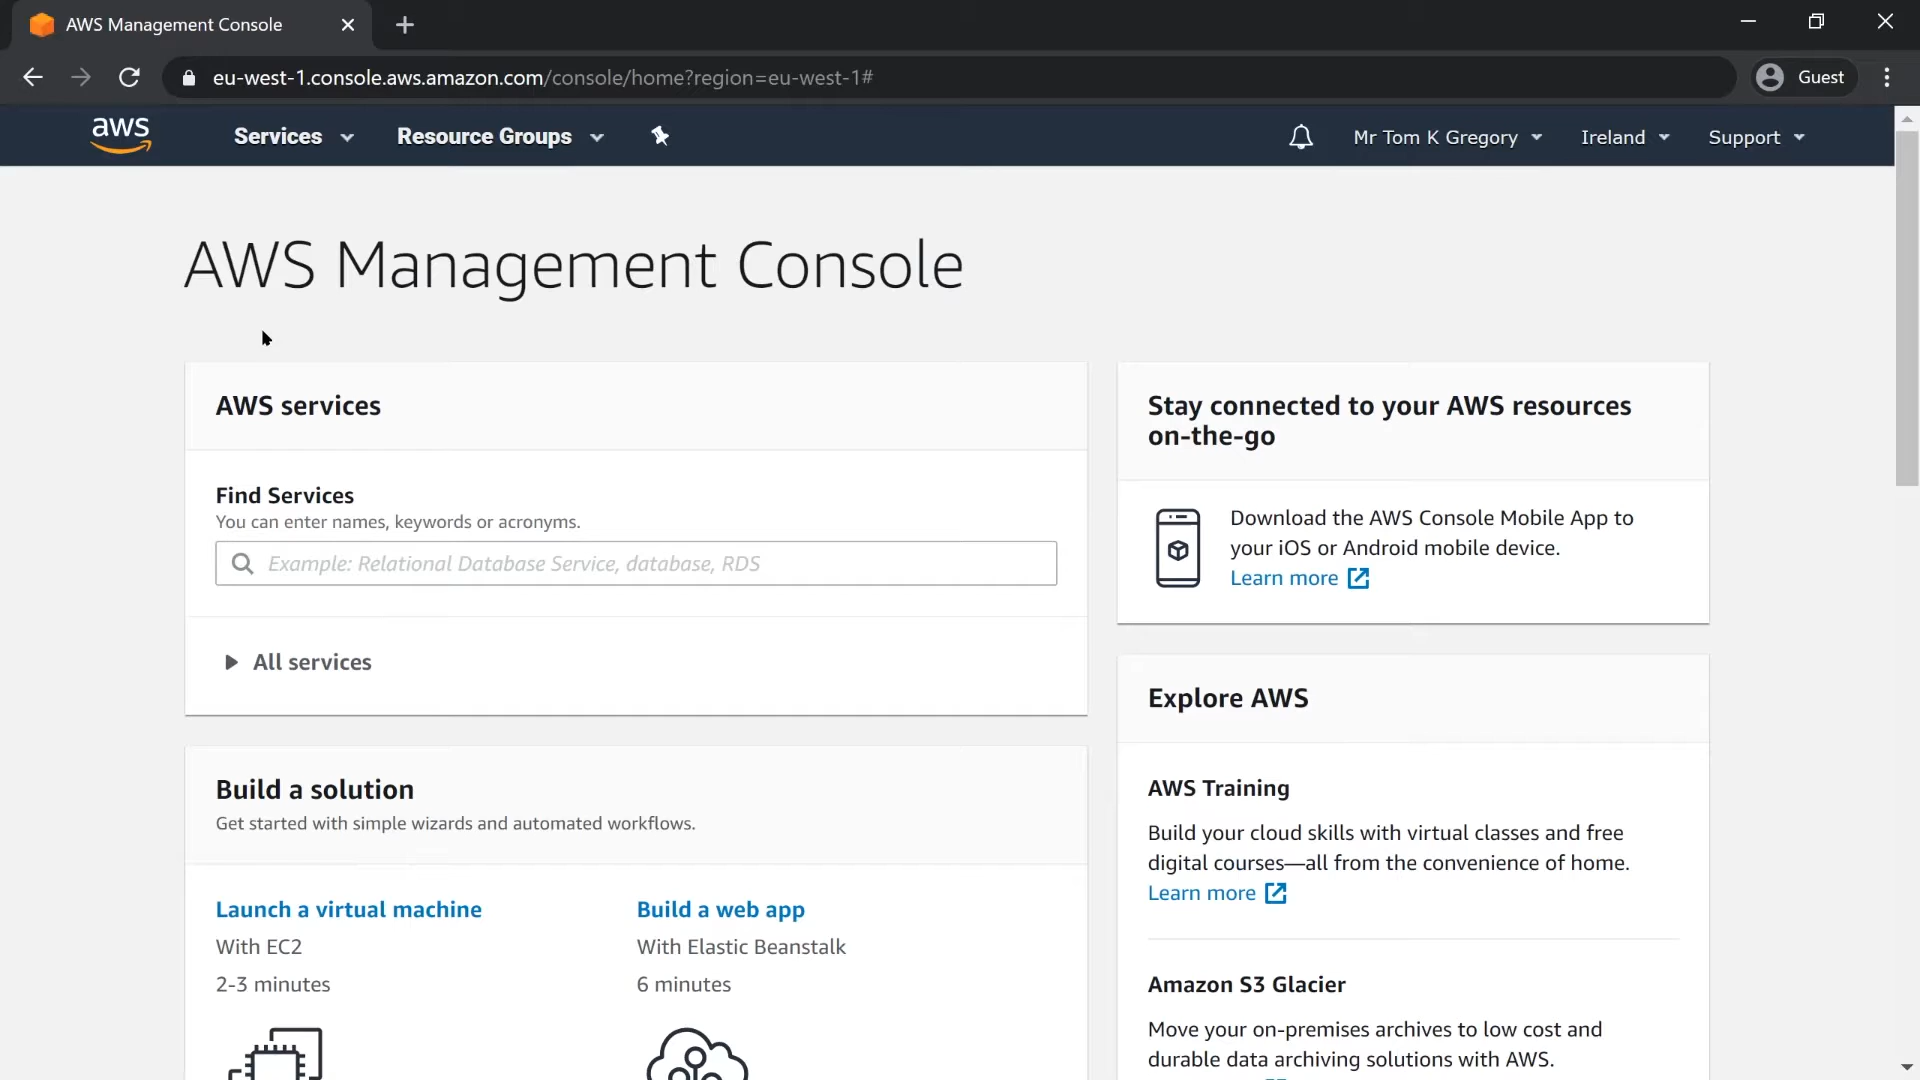 AWS Management Console
eu-west-1.console.aws.amazon.com/console/home?region=eu-west-1#
Guest
aws
Services
Resource Groups
Mr Tom K Gregory
Ireland
Support
AWS Management Console
AWS services
Find Services
You can enter names, keywords or acronyms.
Example: Relational Database Service, database, RDS
All services
Build a solution
Get started with simple wizards and automated workflows.
Launch a virtual machine
With EC2
2-3 minutes
Build a web app
With Elastic Beanstalk
6 minutes
Stay connected to your AWS resources
on-the-go
Download the AWS Console Mobile App to
your iOS or Android mobile device.
Learn more
Explore AWS
AWS Training
Build your cloud skills with virtual classes and free
digital courses—all from the convenience of home.
Learn more
Amazon S3 Glacier
Move your on-premises archives to low cost and
durable data archiving solutions with AWS.